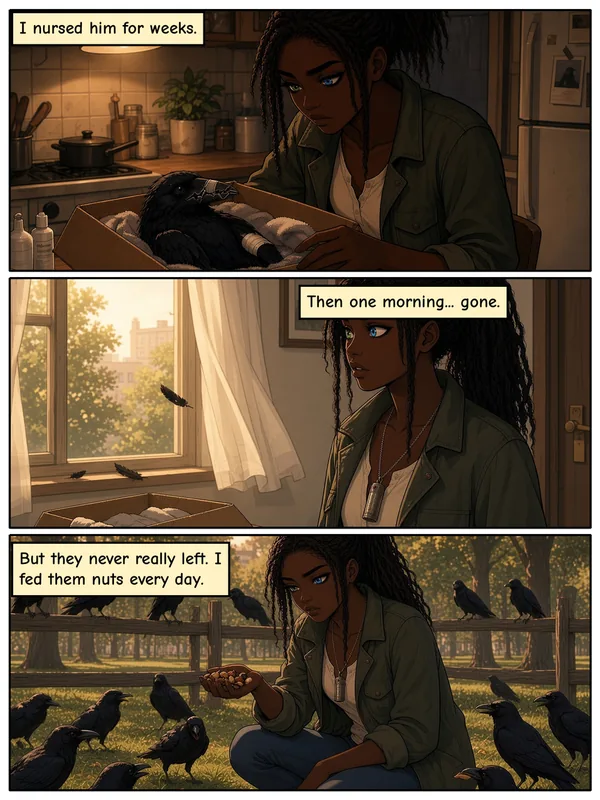 I nursed him for weeks.
Then one morning... gone.
But they never really left. I
fed them nuts every day.